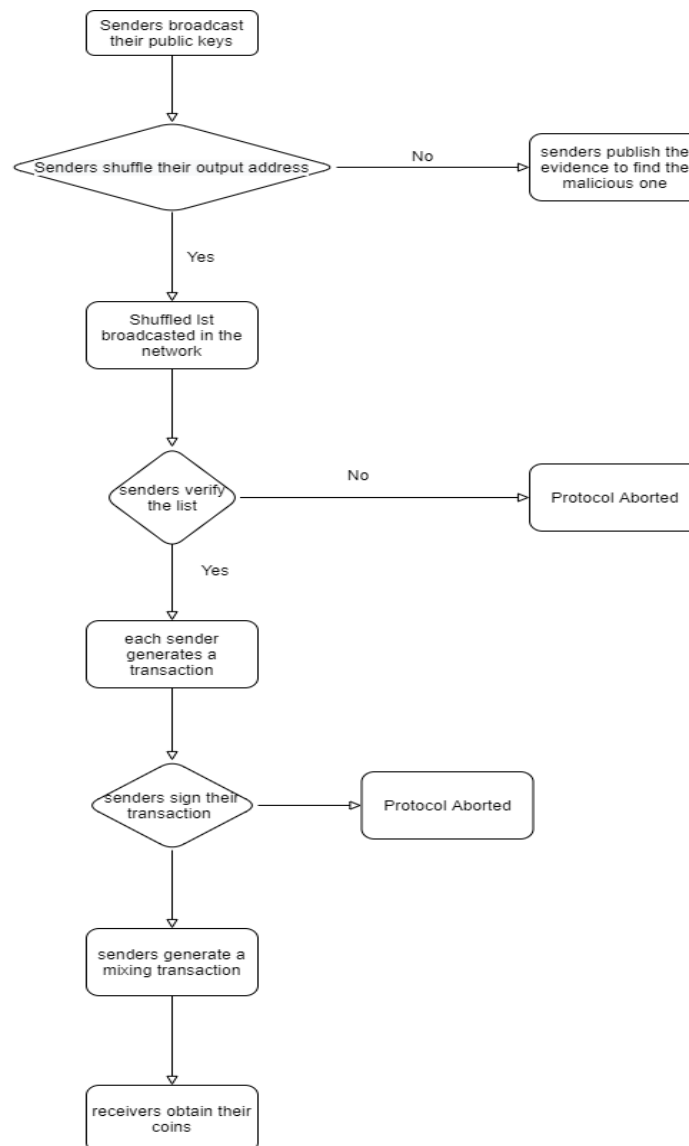 Senders broadcast
their public keys
Senders shuffle their output address
No
senders publish the
evidence to find the
malicious one
Yes
Shuffled lst
broadcasted in the
network
senders verify
the list
No
Protocol Aborted
Yes
each sender
generates a
transaction
senders sign their
transaction
Protocol Aborted
senders generate a
mixing transaction
receivers obtain their
coins